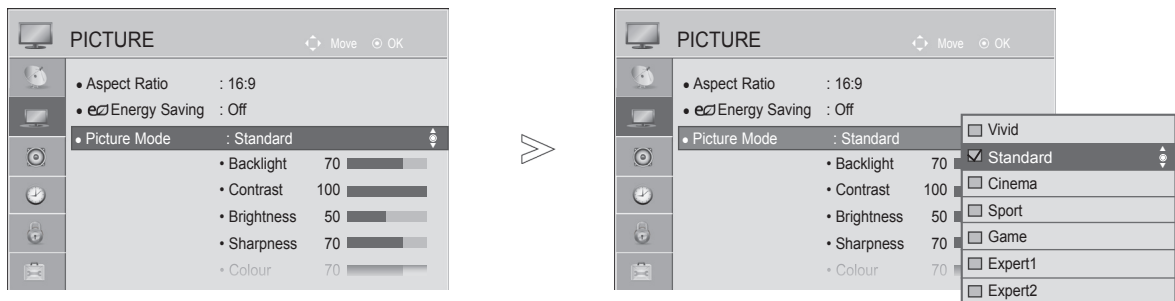 PICTURE Move OK
• Aspect Ratio : 16:9
• eco Energy Saving : Off
• Picture Mode : Standard
• Backlight 70
• Contrast 100
• Brightness 50
• Sharpness 70
• Colour 70
>
PICTURE Move OK
• Aspect Ratio : 16:9
• eco Energy Saving : Off
• Picture Mode : Standard
• Backlight 70
• Contrast 100
• Brightness 50
• Sharpness 70
• Colour 70
Vivid
Standard
Cinema
Sport
Game
Expert1
Expert2